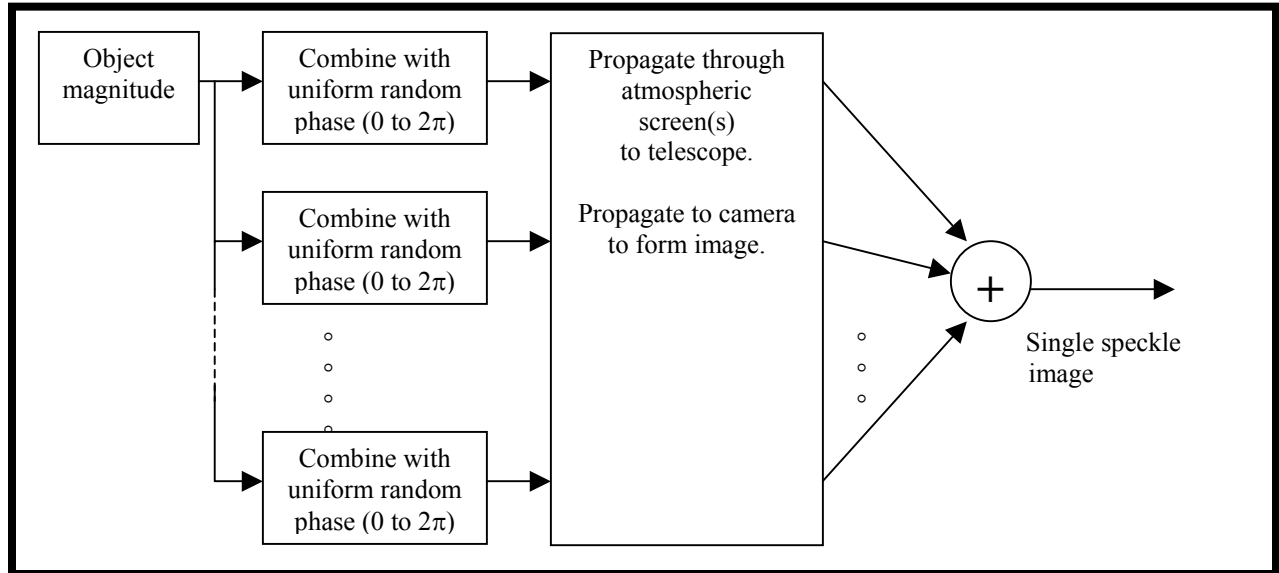 Object
magnitude
Combine with
uniform random
phase (0 to 2π)
Combine with
uniform random
phase (0 to 2π)
Combine with
uniform random
phase (0 to 2π)
Propagate through
atmospheric
screen(s)
to telescope.
Propagate to camera
to form image.
+
Single speckle
image